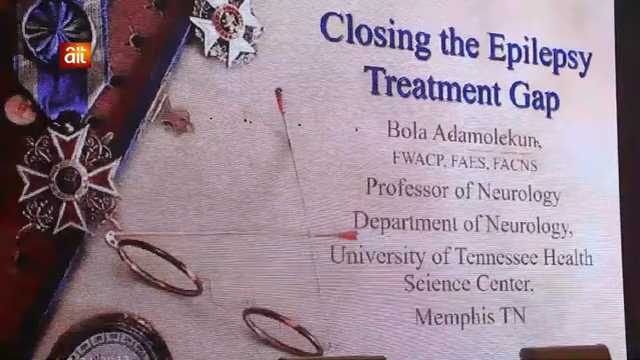 âit
Closing the Epilepsy
Treatment Gap
Bola Adamolekun,
FWACP, FAES, FACNS
Professor of Neurology
Department of Neurology,
University of Tennessee Health
Science Center.
Memphis TN